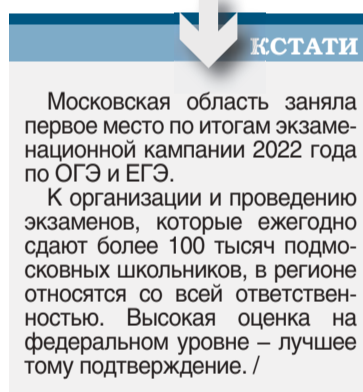 КСТАТИ
Московская область заняла
первое место по итогам экзаме-
национной кампании 2022 года
по ОГЭ и ЕГЭ.
К организации и проведению
экзаменов, которые ежегодно
сдают более 100 тысяч подмо-
сковных школьников, в регионе
относятся со всей ответствен-
ностью. Высокая оценка на
федеральном уровне – лучшее
тому подтверждение. /